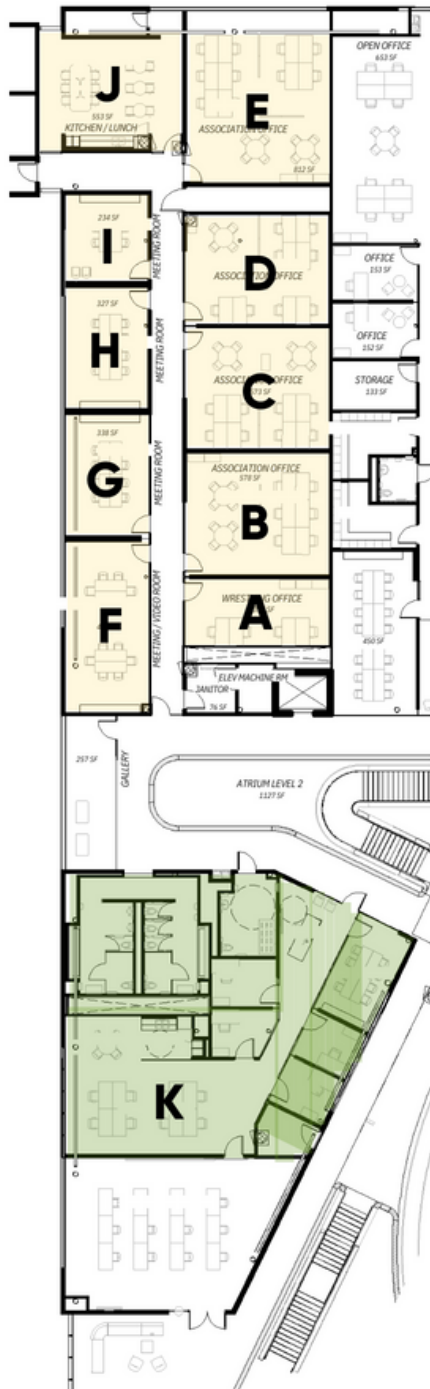 OPEN OFFICE
653 SF
J
553 SF
KITCHEN / LUNCH
E
ASSOCIATION OFFICE
812 SF
I
234 SF
MEETING ROOM
D
ASSOCIATION OFFICE
OFFICE
153 SF
H
327 SF
MEETING ROOM
OFFICE
152 SF
C
ASSOCIATION OFFICE
573 SF
STORAGE
133 SF
G
338 SF
MEETING ROOM
ASSOCIATION OFFICE
578 SF
B
F
MEETING / VIDEO ROOM
WRESTLING OFFICE
A
450 SF
ELEV MACHINE RM
JANITOR
76 SF
257 SF
GALLERY
ATRIUM LEVEL 2
1127 SF
K